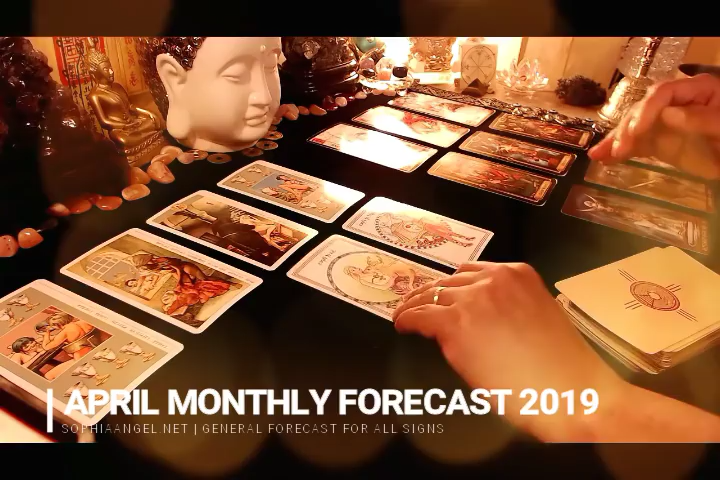 APRIL MONTHLY FORECAST 2019
SOPHIAANGEL.NET | GENERAL FORECAST FOR ALL SIGNS